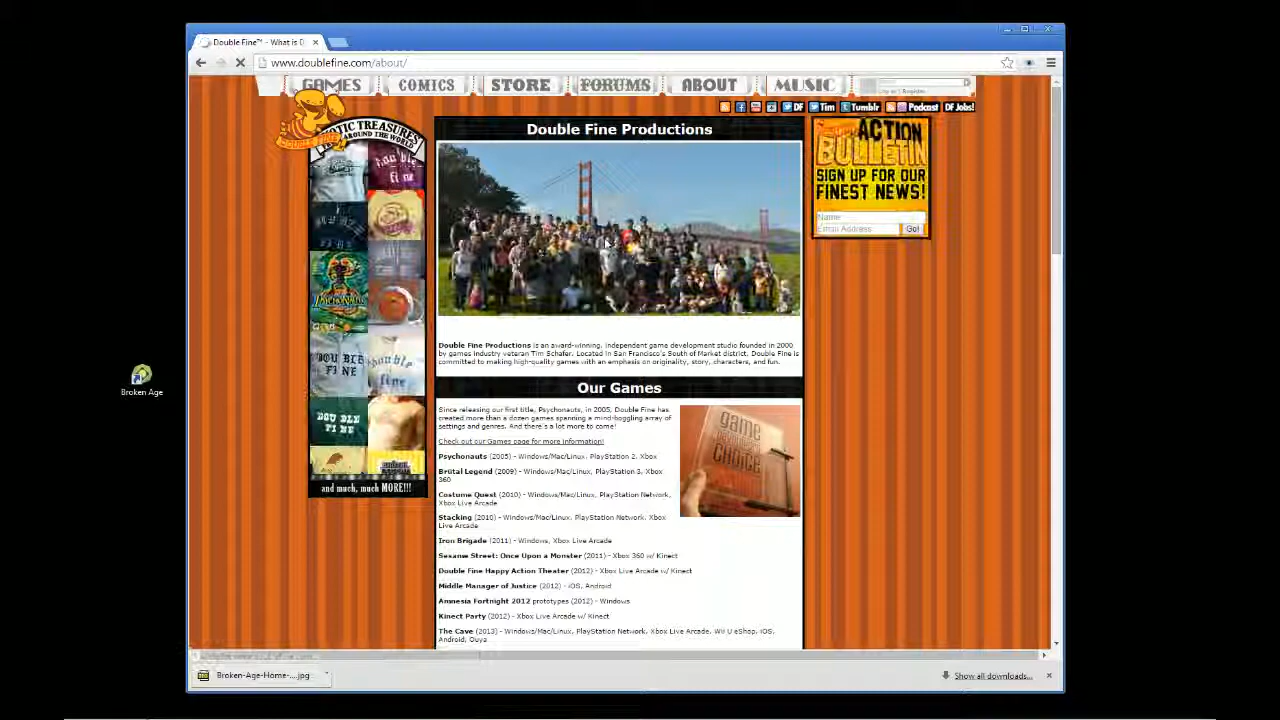 Double Fine™ - What is D
www.doublefine.com/about/
GAMES COMICS STORE FORUMS ABOUT MUSIC
DF Tim Tumblr Podcast DF Jobs!
TREASURES
AROUND THE WORLD
DOUBLE FINE
Double Fine Productions
ACTION
BULLETIN
SIGN UP FOR OUR
FINEST NEWS!
Name
Email Address Go!
Double Fine Productions is an award-winning, independent game development studio founded in 2000
by games industry veteran Tim Schafer. Located in San Francisco's South of Market district, Double Fine is
committed to making high-quality games with an emphasis on originality, story, characters, and fun.
Our Games
Since releasing our first title, Psychonauts, in 2005, Double Fine has
created more than a dozen games spanning a mind-boggling array of
settings and genres. And there's a lot more to come!
Check out our Games page for more information!
Psychonauts (2005) - Windows/Mac/Linux, PlayStation 2, Xbox
Brütal Legend (2009) - Windows/Mac/Linux, PlayStation 3, Xbox
360
Costume Quest (2010) - Windows/Mac/Linux, PlayStation Network,
Xbox Live Arcade
Stacking (2010) - Windows/Mac/Linux, PlayStation Network, Xbox
Live Arcade
Iron Brigade (2011) - Windows, Xbox Live Arcade
Sesame Street: Once Upon a Monster (2011) - Xbox 360 w/ Kinect
Double Fine Happy Action Theater (2012) - Xbox Live Arcade w/ Kinect
Middle Manager of Justice (2012) - iOS, Android
Amnesia Fortnight 2012 prototypes (2012) - Windows
Kinect Party (2012) - Xbox Live Arcade w/ Kinect
The Cave (2013) - Windows/Mac/Linux, PlayStation Network, Xbox Live Arcade, Wii U eShop, iOS,
Android, Ouya
game
CHOICE
and much, much MORE!!!
Broken Age
Broken-Age-Home-....jpg
Show all downloads...